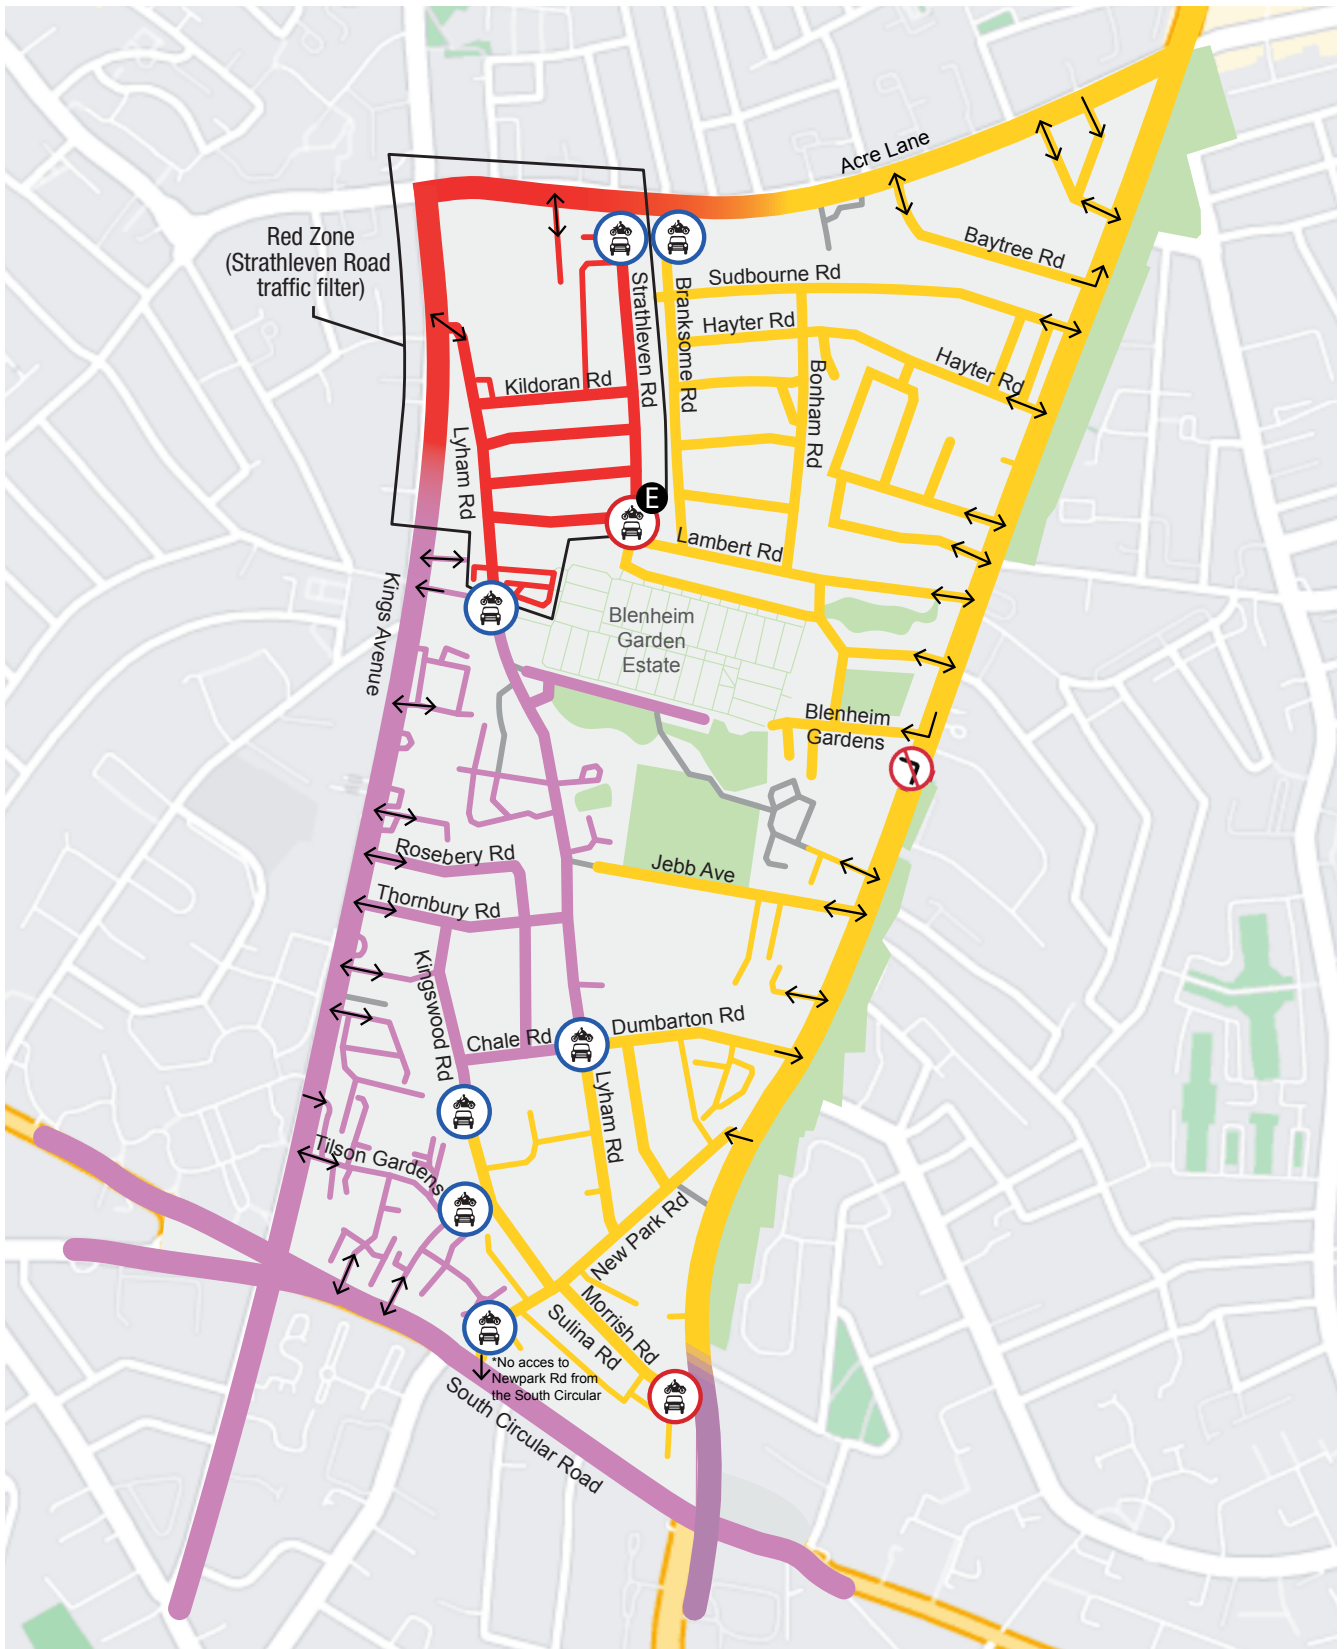 Acre Lane
Red Zone
(Strathleven Road
traffic filter)
Baytree Rd
Sudbourne Rd
Strathleven Rd
Branksome Rd
Hayter Rd
Hayter Rd
Kildoran Rd
Bonham Rd
Lyham Rd
E
Lambert Rd
Kings Avenue
Blenheim
Garden
Estate
Blenheim
Gardens
Rosebery Rd
Jebb Ave
Thornbury Rd
Kingswood Rd
Chale Rd
Dumbarton Rd
Lyham Rd
Tilson Gardens
New Park Rd
Morrish Rd
Sulina Rd
*No acces to
Newpark Rd from
the South Circular
South Circular Road